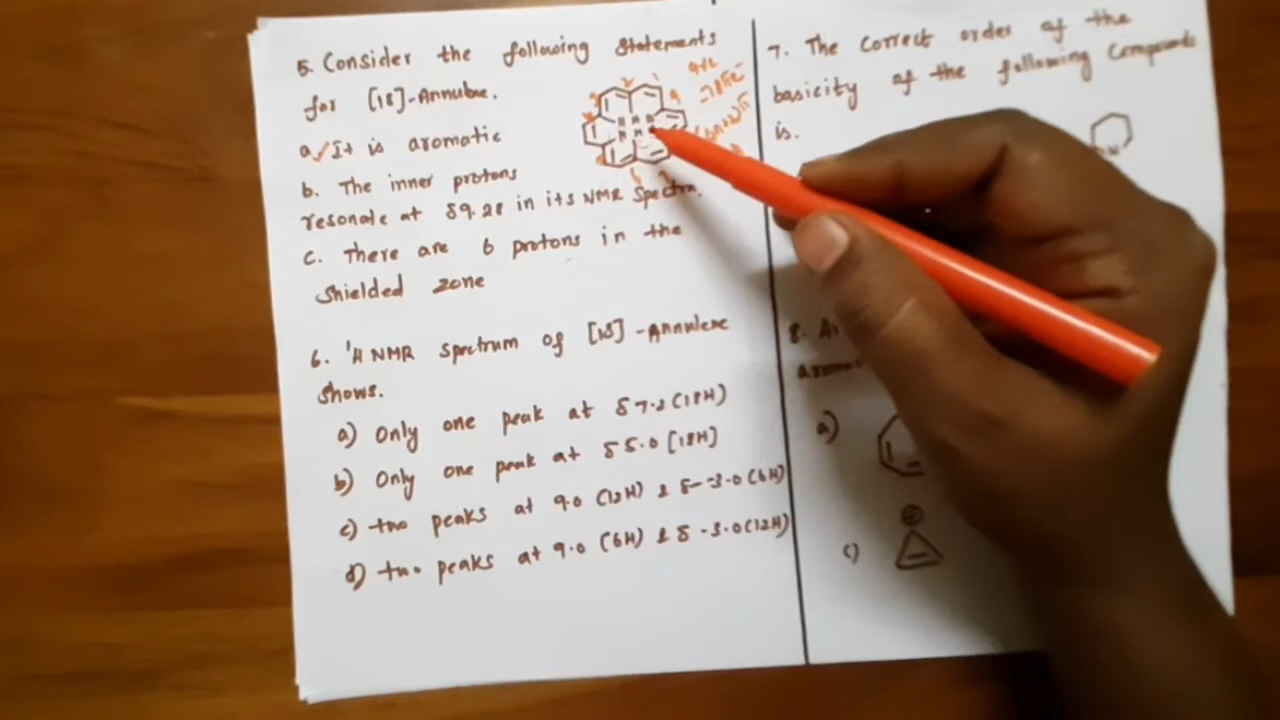 5. Consider the following statements
for [18]-Annulene.
a✓ It is aromatic
b. The inner protons
resonate at δ9.28 in its NMR Spectra.
c. There are 6 protons in the
shielded zone
6. 'H NMR spectrum of [18]-Annulene
shows.
a) Only one peak at δ7.2 (18H)
b) Only one peak at δ5.0 [18H]
c) two peaks at 9.0 (12H) & δ-3.0 (6H)
d) two peaks at 9.0 (6H) & δ-3.0 (12H)
9×2
=18πe⁻
7. The correct order of the
basicity of the following compounds
is.
8.
a)
c)